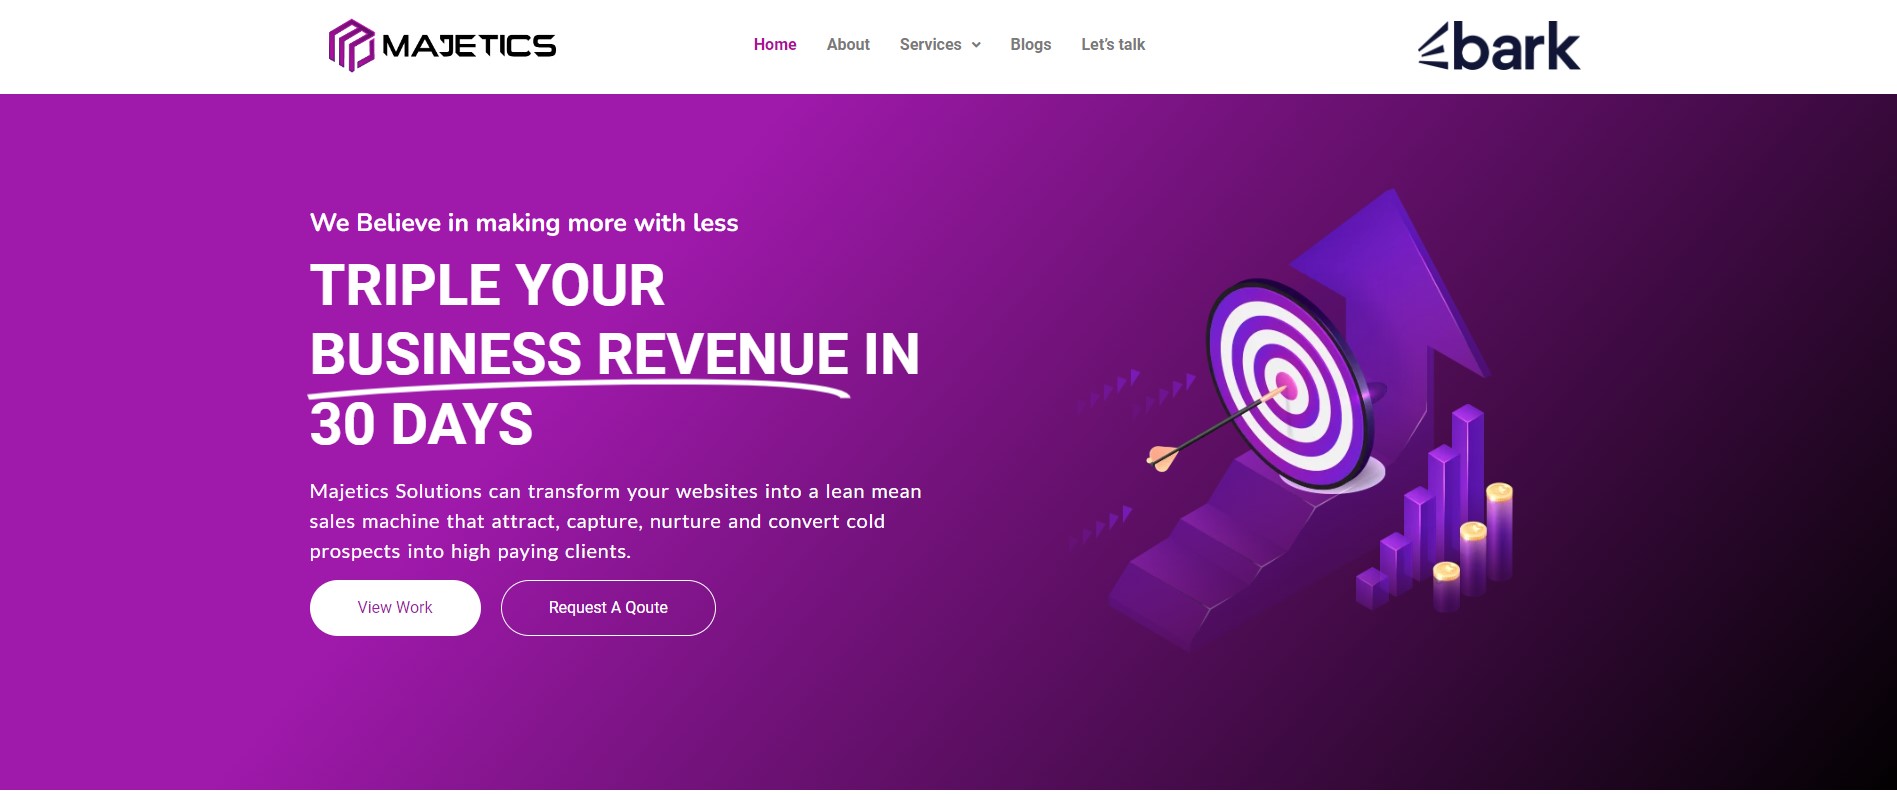 MAJETICS
Home About Services Blogs Let's talk
bark
We Believe in making more with less
TRIPLE YOUR
BUSINESS REVENUE IN
30 DAYS
Majetics Solutions can transform your websites into a lean mean
sales machine that attract, capture, nurture and convert cold
prospects into high paying clients.
View Work
Request A Qoute